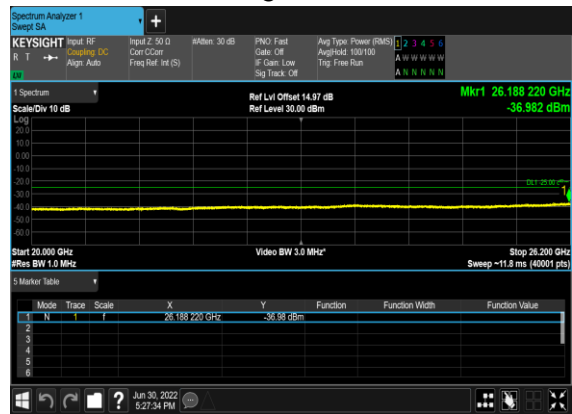 Spectrum Analyzer 1
Swept SA
+
KEYSIGHT Input: RF Input Z: 50 Ω #Atten: 30 dB PNO: Fast Avg Type: Power (RMS) 1 2 3 4 5 6
R T Coupling: DC Corr CCorr Gate: Off Avg|Hold: 100/100 A W W W W W
Align: Auto Freq Ref: Int (S) IF Gain: Low Trig: Free Run
Sig Track: Off A N N N N N
1 Spectrum Ref Lvl Offset 14.97 dB Mkr1 26.188 220 GHz
Scale/Div 10 dB Ref Level 30.00 dBm -36.982 dBm
Log
20.0
10.0
0.00
-10.0
-20.0
DL1 -25.00
-30.0
1
-40.0
-50.0
-60.0
Start 20.000 GHz Video BW 3.0 MHz* Stop 26.200 GHz
#Res BW 1.0 MHz Sweep ~11.8 ms (40001 pts)
5 Marker Table
Mode Trace Scale X Y Function Function Width Function Value
1 N 1 f 26.188 220 GHz -36.98 dBm
2
3
4
5
6
? Jun 30, 2022
5:27:34 PM